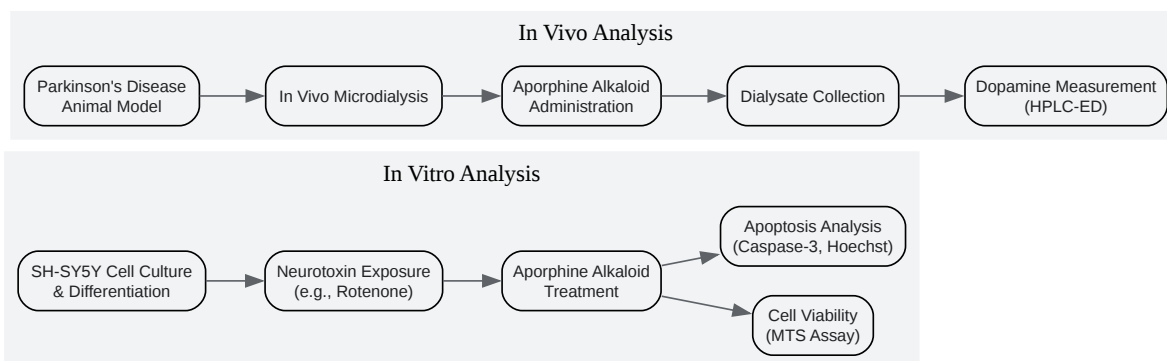 In Vivo Analysis
Parkinson's Disease
Animal Model
In Vivo Microdialysis
Aporphine Alkaloid
Administration
Dialysate Collection
Dopamine Measurement
(HPLC-ED)
In Vitro Analysis
SH-SY5Y Cell Culture
& Differentiation
Neurotoxin Exposure
(e.g., Rotenone)
Aporphine Alkaloid
Treatment
Apoptosis Analysis
(Caspase-3, Hoechst)
Cell Viability
(MTS Assay)